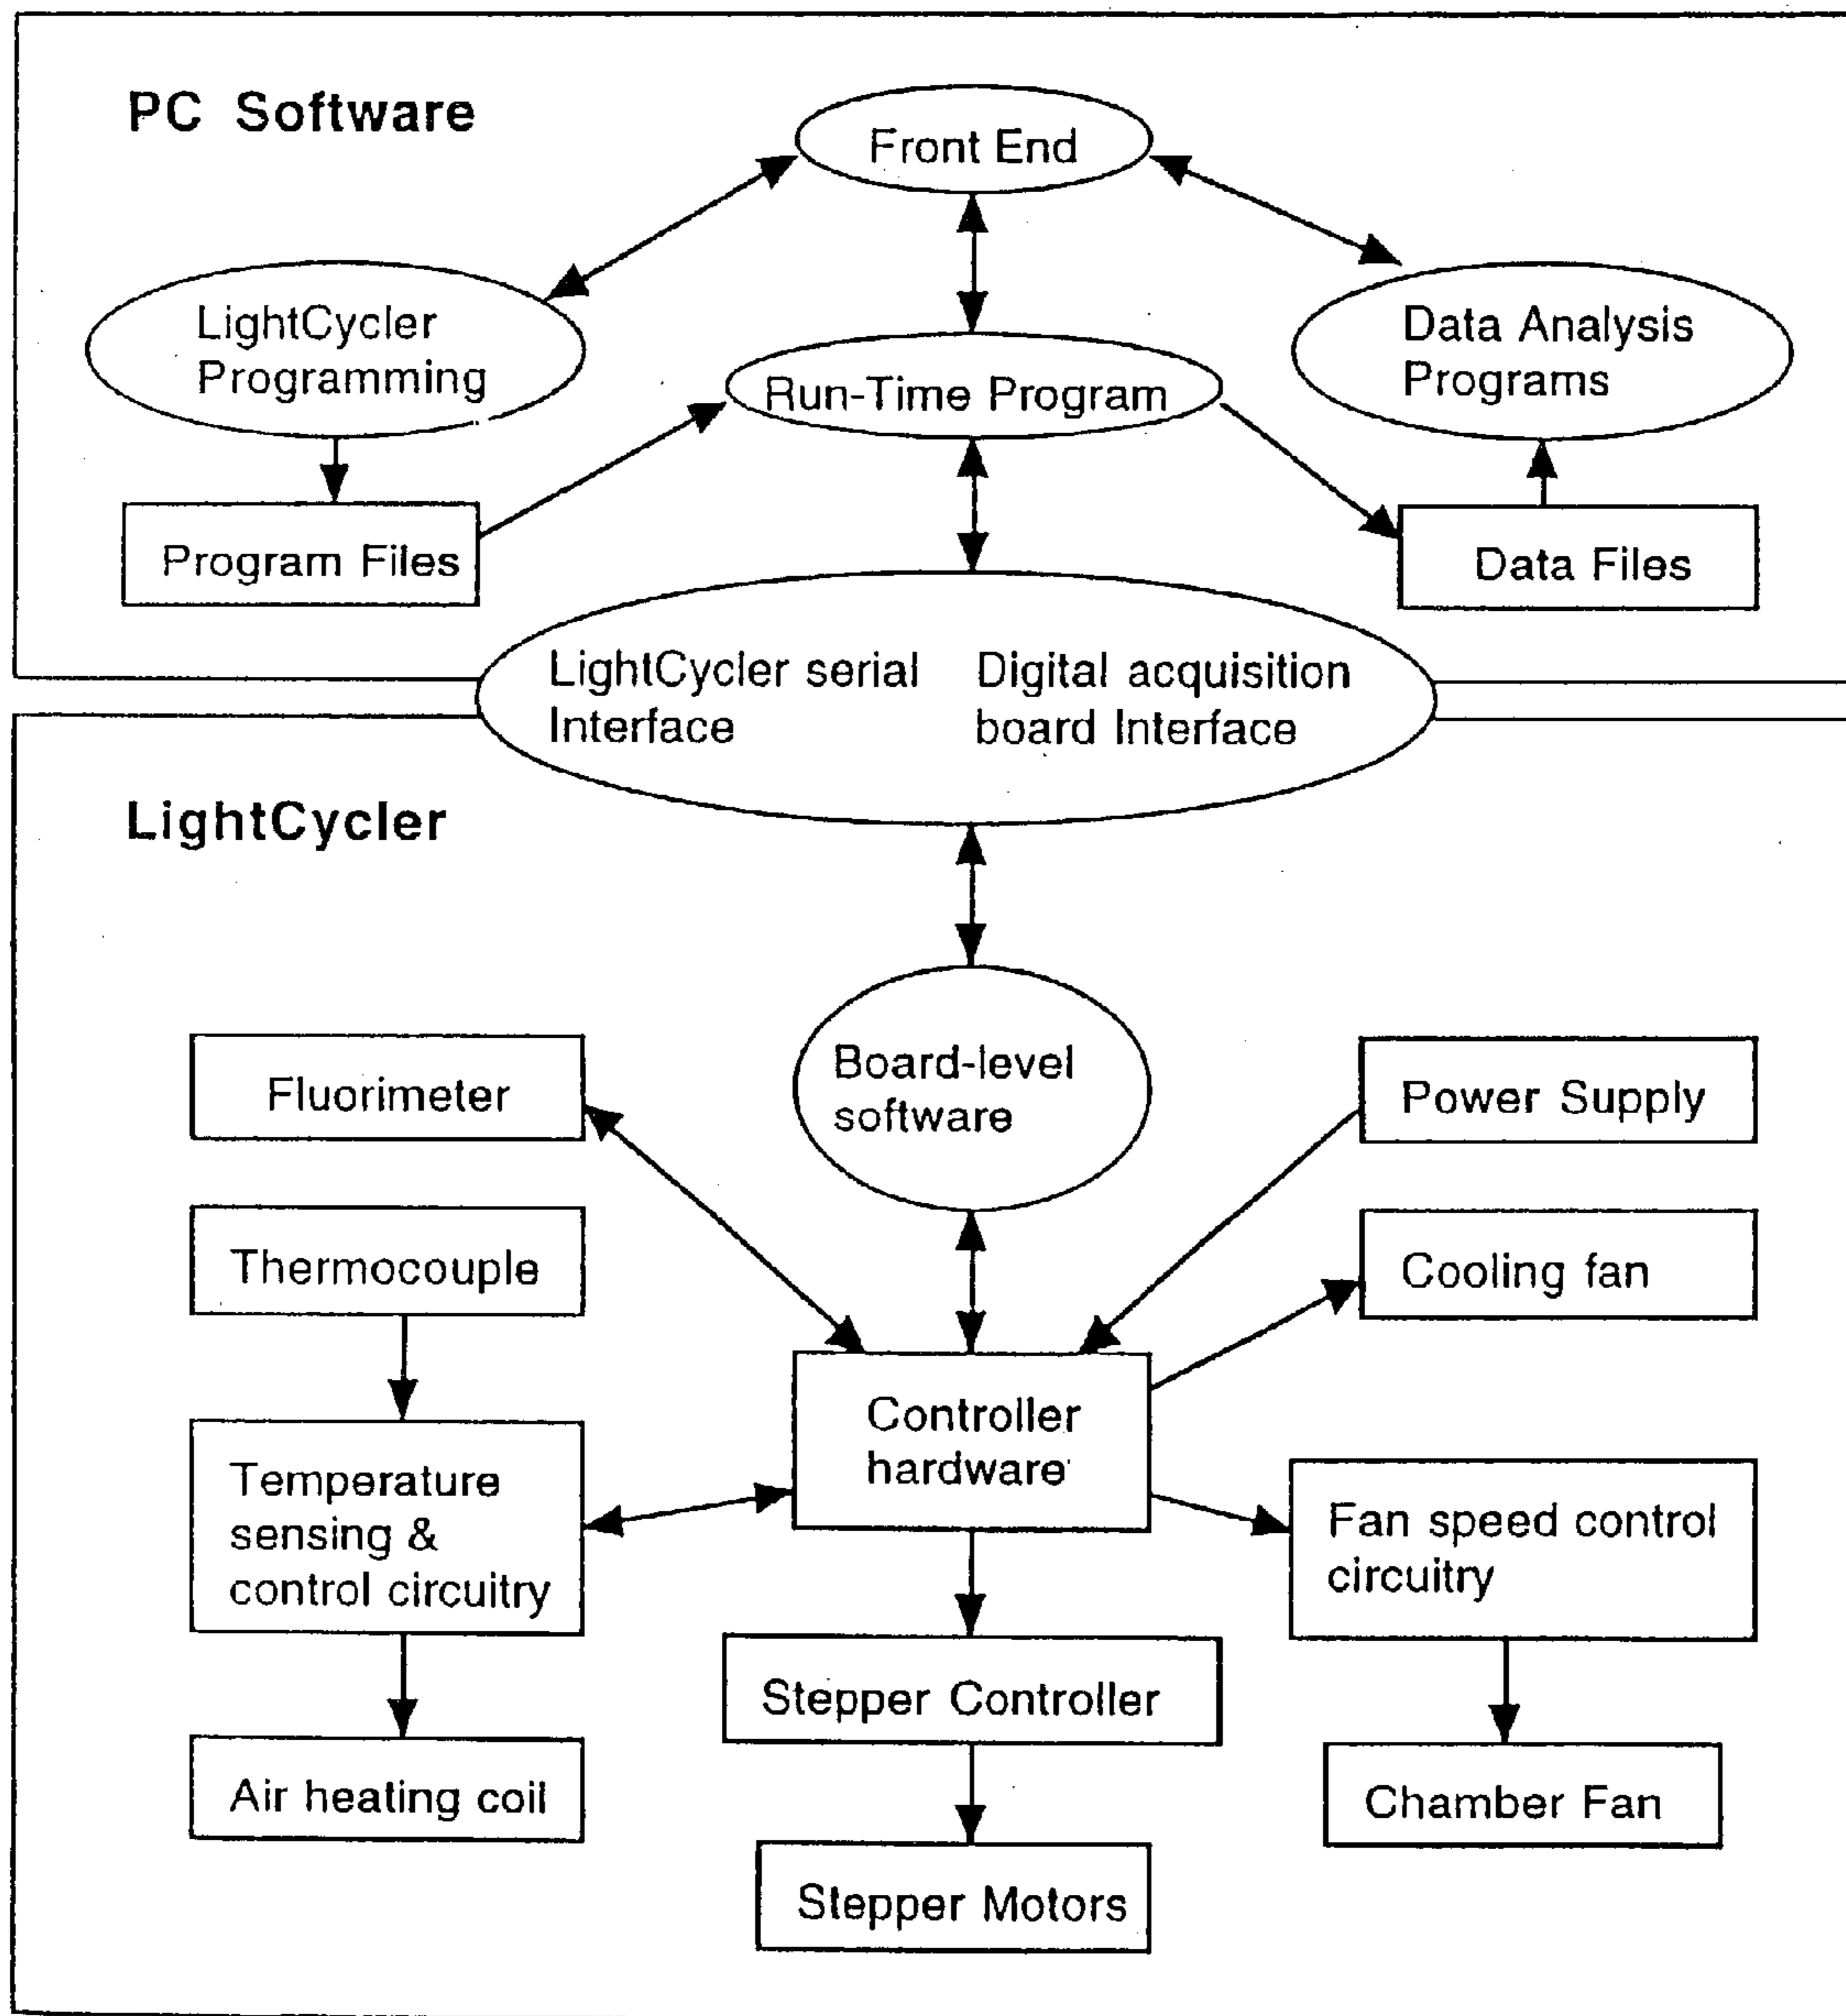 PC Software
Front End
LightCycler
Programming
Run-Time Program
Data Analysis
Programs
Program Files
Data Files
LightCycler serial
Interface
Digital acquisition
board Interface
LightCycler
Board-level
software
Fluorimeter
Power Supply
Thermocouple
Cooling fan
Controller
hardware
Temperature
sensing &
control circuitry
Fan speed control
circuitry
Stepper Controller
Air heating coil
Chamber Fan
Stepper Motors